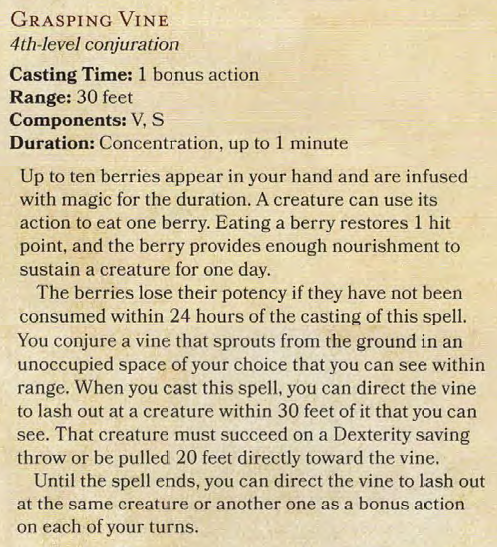 GRASPING VINE
4th-level conjuration
Casting Time: 1 bonus action
Range: 30 feet
Components: V, S
Duration: Concentration, up to 1 minute
Up to ten berries appear in your hand and are infused
with magic for the duration. A creature can use its
action to eat one berry. Eating a berry restores 1 hit
point, and the berry provides enough nourishment to
sustain a creature for one day.
The berries lose their potency if they have not been
consumed within 24 hours of the casting of this spell.
You conjure a vine that sprouts from the ground in an
unoccupied space of your choice that you can see within
range. When you cast this spell, you can direct the vine
to lash out at a creature within 30 feet of it that you can
see. That creature must succeed on a Dexterity saving
throw or be pulled 20 feet directly toward the vine.
Until the spell ends, you can direct the vine to lash out
at the same creature or another one as a bonus action
on each of your turns.